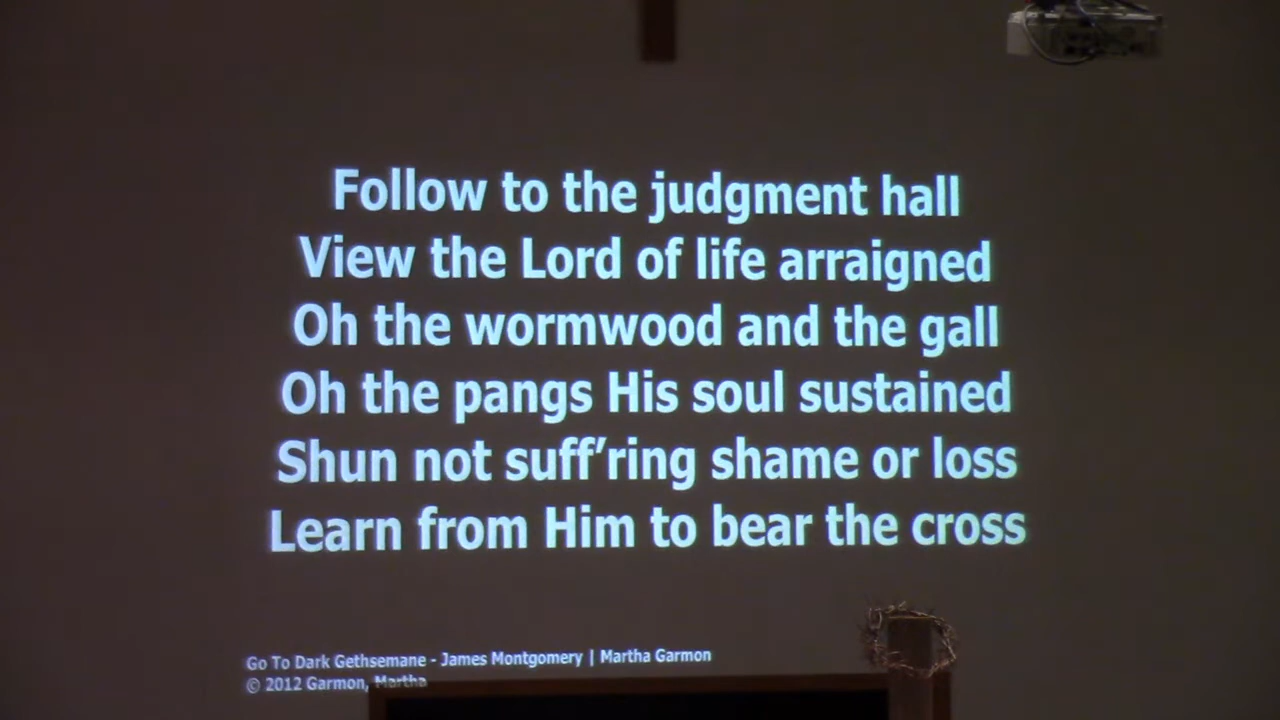 Follow to the judgment hall
View the Lord of life arraigned
Oh the wormwood and the gall
Oh the pangs His soul sustained
Shun not suff’ring shame or loss
Learn from Him to bear the cross
Go To Dark Gethsemane - James Montgomery | Martha Garmon
© 2012 Garmon, Martha